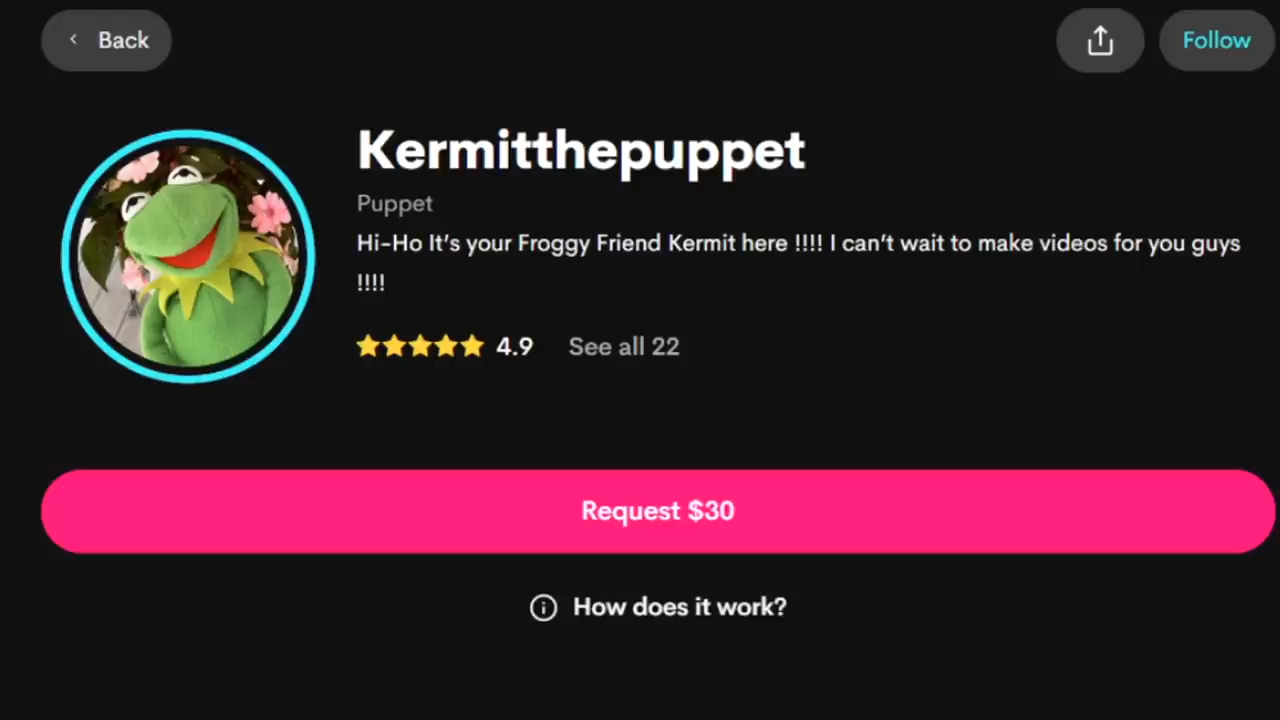 Back
Follow
Kermitthepuppet
Puppet
Hi-Ho It's your Froggy Friend Kermit here !!!! I can't wait to make videos for you guys
!!!!
4.9 See all 22
Request $30
How does it work?